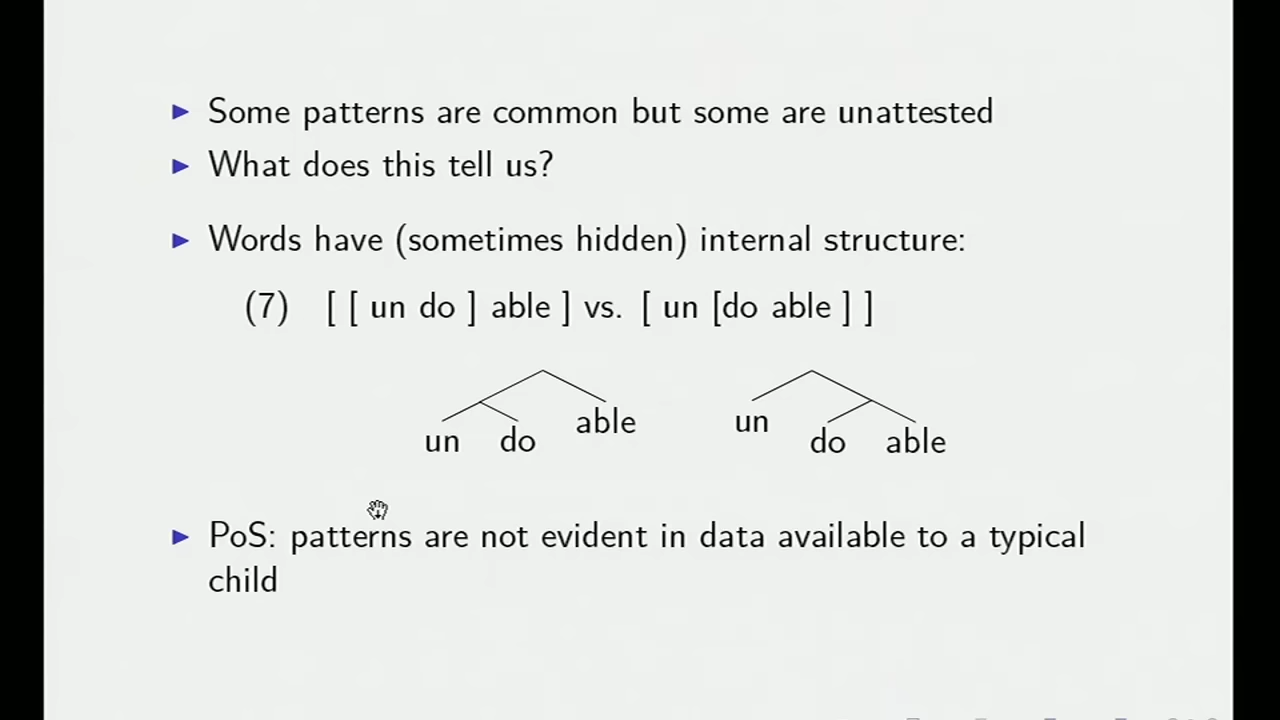 ▶ Some patterns are common but some are unattested
▶ What does this tell us?
▶ Words have (sometimes hidden) internal structure:
(7) [ [ un do ] able ] vs. [ un [do able ] ]
un do able
un do able
▶ PoS: patterns are not evident in data available to a typical
child